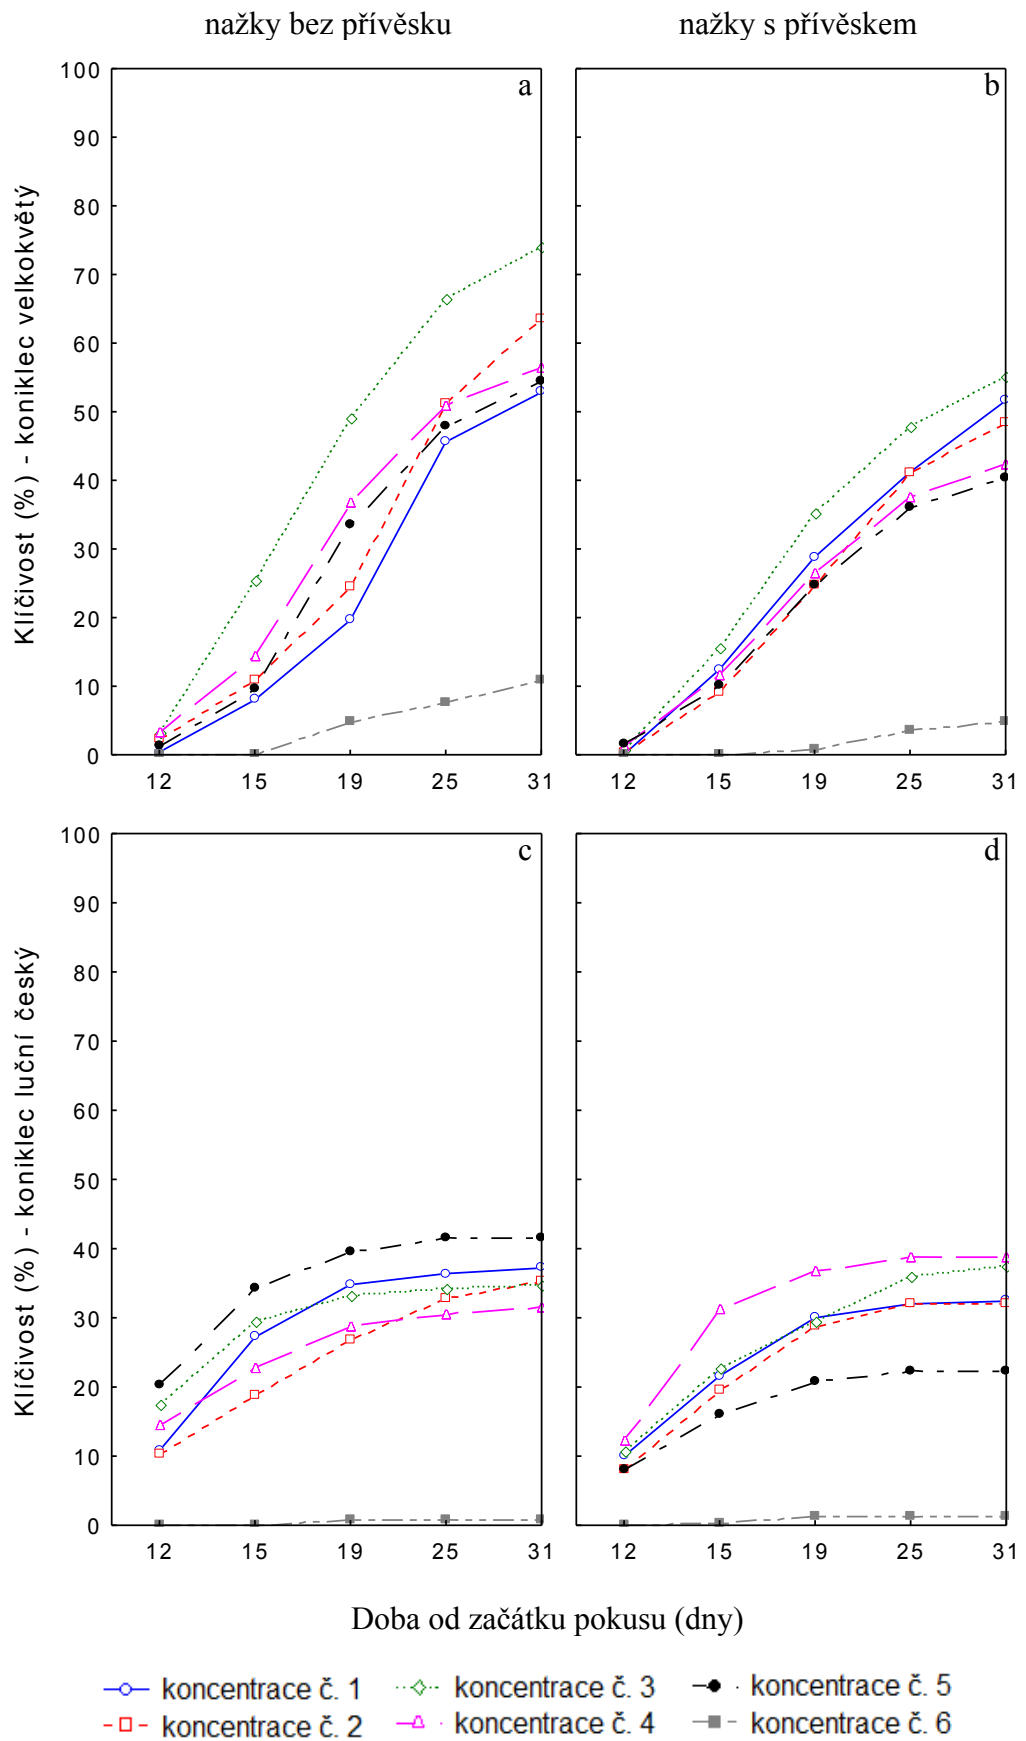 nažky bez přívěsku
nažky s přívěskem
Klíčivost (%) - koniklec velkokvětý
100
90
80
70
60
50
40
30
20
10
0
a
b
12 15 19 25 31
12 15 19 25 31
Klíčivost (%) - koniklec luční český
100
90
80
70
60
50
40
30
20
10
0
c
d
12 15 19 25 31
12 15 19 25 31
Doba od začátku pokusu (dny)
koncentrace č. 1
koncentrace č. 3
koncentrace č. 5
koncentrace č. 2
koncentrace č. 4
koncentrace č. 6